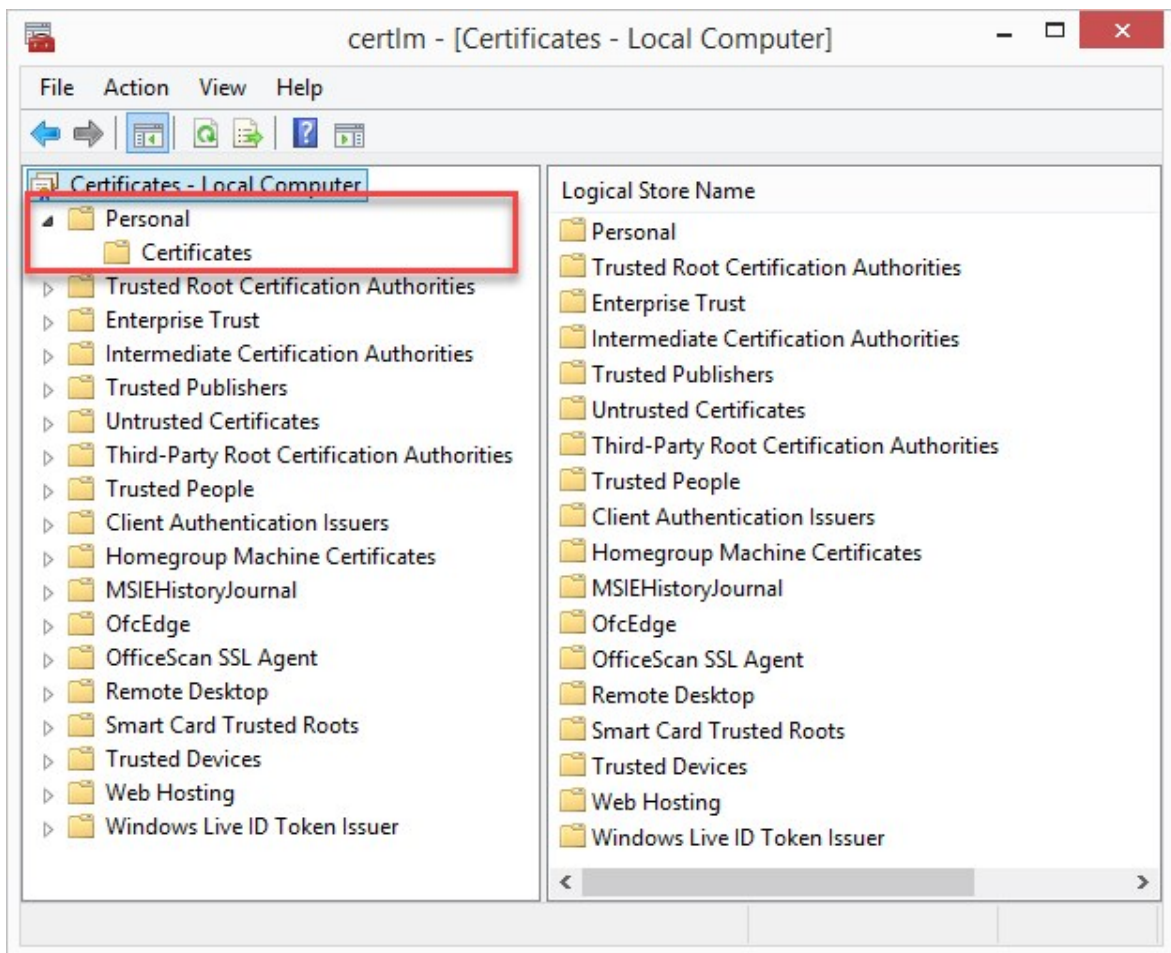 certlm - [Certificates - Local Computer]
File Action View Help
Certificates - Local Computer
Personal
Certificates
Trusted Root Certification Authorities
Enterprise Trust
Intermediate Certification Authorities
Trusted Publishers
Untrusted Certificates
Third-Party Root Certification Authorities
Trusted People
Client Authentication Issuers
Homegroup Machine Certificates
MSIEHistoryJournal
OfcEdge
OfficeScan SSL Agent
Remote Desktop
Smart Card Trusted Roots
Trusted Devices
Web Hosting
Windows Live ID Token Issuer
Logical Store Name
Personal
Trusted Root Certification Authorities
Enterprise Trust
Intermediate Certification Authorities
Trusted Publishers
Untrusted Certificates
Third-Party Root Certification Authorities
Trusted People
Client Authentication Issuers
Homegroup Machine Certificates
MSIEHistoryJournal
OfcEdge
OfficeScan SSL Agent
Remote Desktop
Smart Card Trusted Roots
Trusted Devices
Web Hosting
Windows Live ID Token Issuer